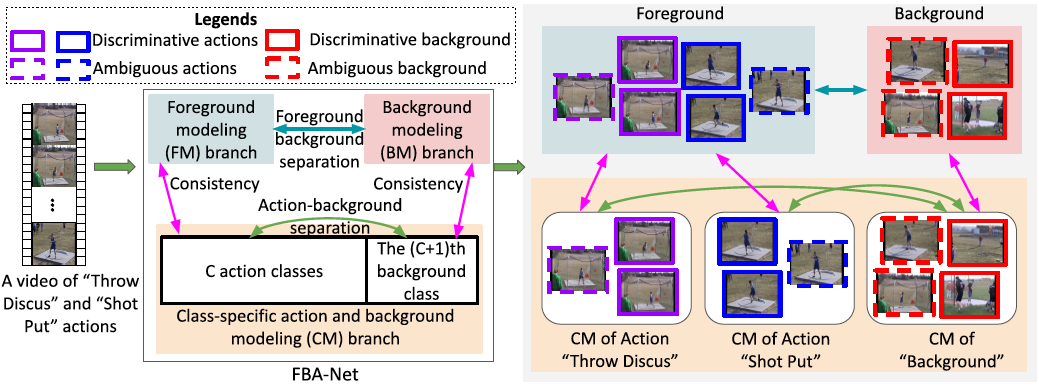 Legends
Discriminative actions
Discriminative background
Ambiguous actions
Ambiguous background
A video of “Throw
Discus” and “Shot
Put” actions
Foreground
modeling
(FM) branch
Foreground
background
separation
Background
modeling
(BM) branch
Consistency
Consistency
Action-background
separation
C action classes
The (C+1)th
background
class
Class-specific action and background
modeling (CM) branch
FBA-Net
Foreground
Background
CM of Action
“Throw Discus”
CM of Action
“Shot Put”
CM of
“Background”